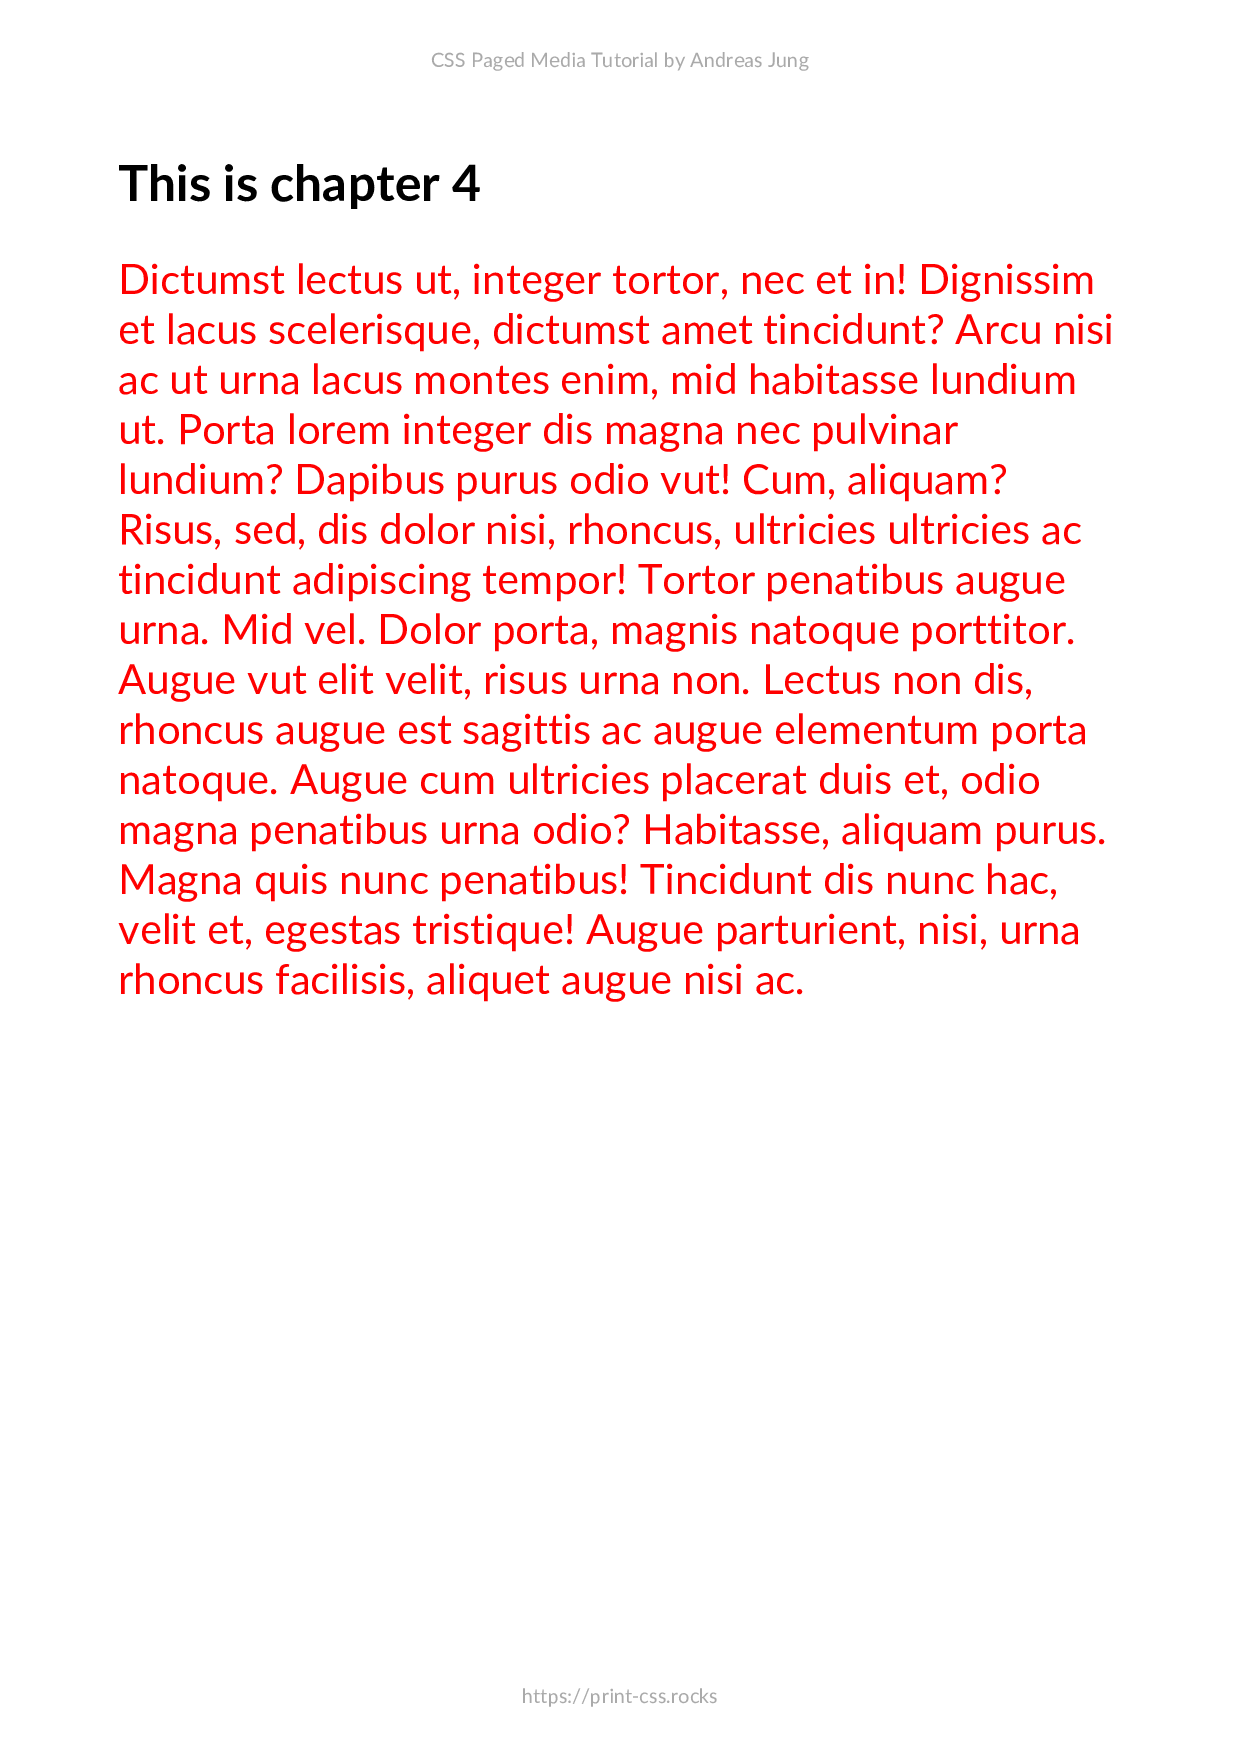 CSS Paged Media Tutorial by Andreas Jung
This is chapter 4
Dictumst lectus ut, integer tortor, nec et in! Dignissim
et lacus scelerisque, dictumst amet tincidunt? Arcu nisi
ac ut urna lacus montes enim, mid habitasse lundium
ut. Porta lorem integer dis magna nec pulvinar
lundium? Dapibus purus odio vut! Cum, aliquam?
Risus, sed, dis dolor nisi, rhoncus, ultricies ultricies ac
tincidunt adipiscing tempor! Tortor penatibus augue
urna. Mid vel. Dolor porta, magnis natoque porttitor.
Augue vut elit velit, risus urna non. Lectus non dis,
rhoncus augue est sagittis ac augue elementum porta
natoque. Augue cum ultricies placerat duis et, odio
magna penatibus urna odio? Habitasse, aliquam purus.
Magna quis nunc penatibus! Tincidunt dis nunc hac,
velit et, egestas tristique! Augue parturient, nisi, urna
rhoncus facilisis, aliquet augue nisi ac.
https://print-css.rocks